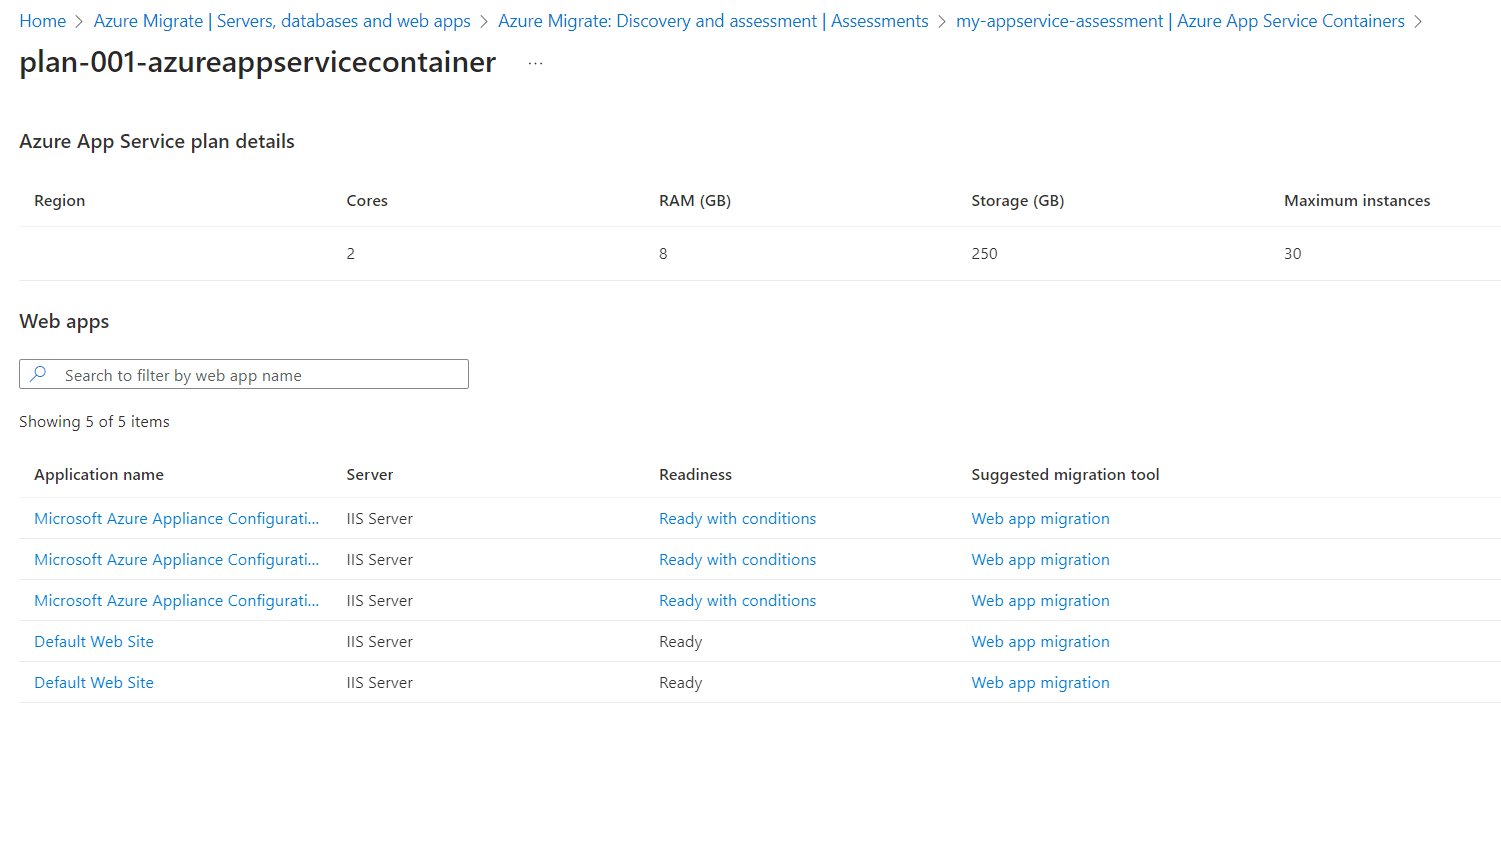 Home > Azure Migrate | Servers, databases and web apps > Azure Migrate: Discovery and assessment | Assessments > my-appservice-assessment | Azure App Service Containers >
plan-001-azureappservicecontainer ...
Azure App Service plan details
Region Cores RAM (GB) Storage (GB) Maximum instances
2 8 250 30
Web apps
Search to filter by web app name
Showing 5 of 5 items
Application name Server Readiness Suggested migration tool
Microsoft Azure Appliance Configurati... IIS Server Ready with conditions Web app migration
Microsoft Azure Appliance Configurati... IIS Server Ready with conditions Web app migration
Microsoft Azure Appliance Configurati... IIS Server Ready with conditions Web app migration
Default Web Site IIS Server Ready Web app migration
Default Web Site IIS Server Ready Web app migration